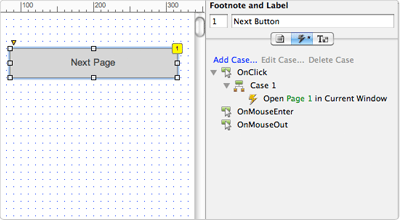 100 200 300
Next Page
1
Footnote and Label
1 Next Button
Add Case... Edit Case... Delete Case
OnClick
Case 1
Open Page 1 in Current Window
OnMouseEnter
OnMouseOut